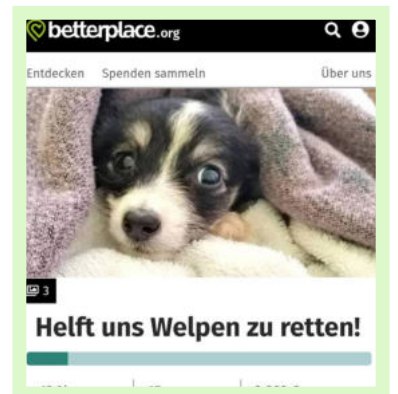 betterplace.org
Entdecken Spenden sammeln Über uns
3
Helft uns Welpen zu retten!